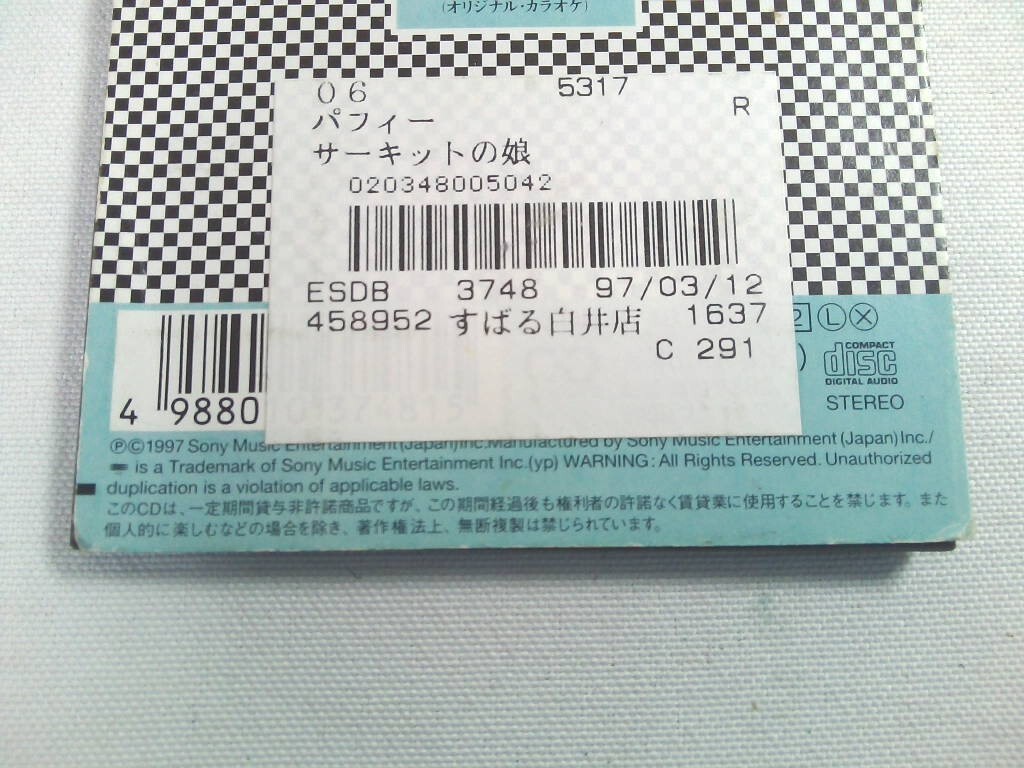 (オリジナル・カラオケ)
06 5317
R
パフィー
サーキットの娘
020348005042
ESDB 3748 97/03/12
458952 すばる白井店 1637
C 291
2 L X
COMPACT
disc
DIGITAL AUDIO
STEREO
4 9880 10 374815
ⓅⒸ1997 Sony Music Entertainment(Japan)Inc.Manufactured by Sony Music Entertainment(Japan)Inc./
is a Trademark of Sony Music Entertainment Inc.(yp) WARNING: All Rights Reserved. Unauthorized
duplication is a violation of applicable laws.
このCDは、一定期間貸与非許諾商品ですが、この期間経過後も権利者の許諾なく賃貸業に使用することを禁じます。また
個人的に楽しむなどの場合を除き、著作権法上、無断複製は禁じられています。